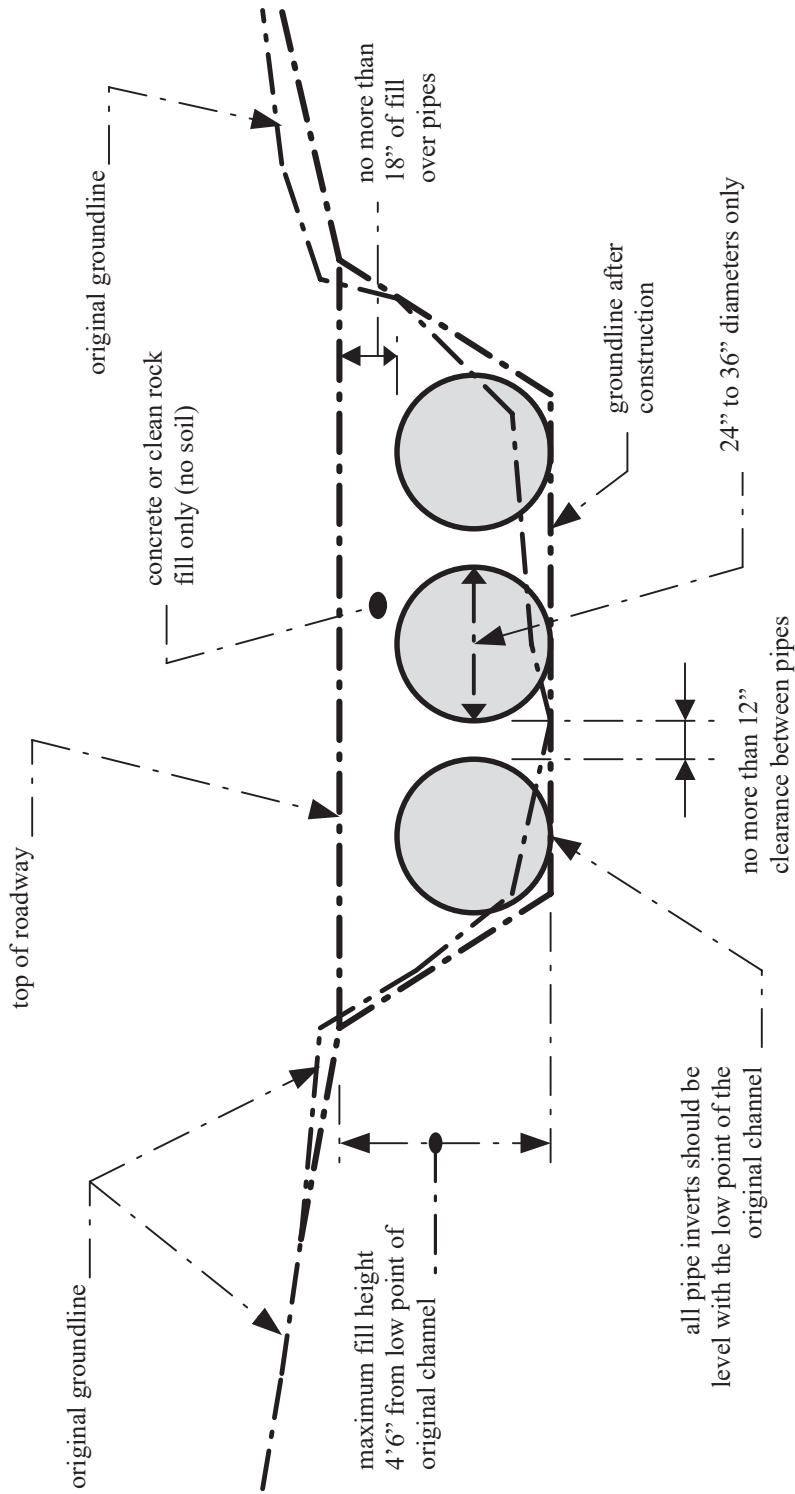 original groundline
top of roadway
concrete or clean rock
fill only (no soil)
original groundline
no more than
18” of fill
over pipes
maximum fill height
4’6” from low point of
original channel
groundline after
construction
24” to 36” diameters only
all pipe inverts should be
level with the low point of the
original channel
no more than 12”
clearance between pipes